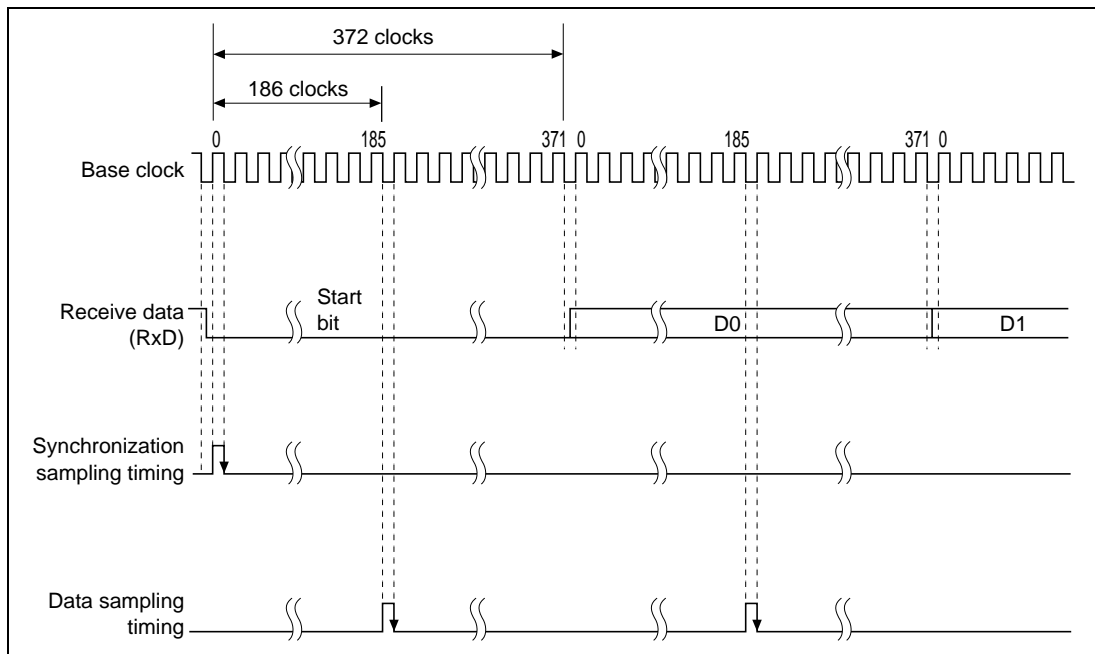 372 clocks
186 clocks
0 185 371 0 185 371 0
Base clock
Receive data
(RxD)
Start
bit
D0
D1
Synchronization
sampling timing
Data sampling
timing